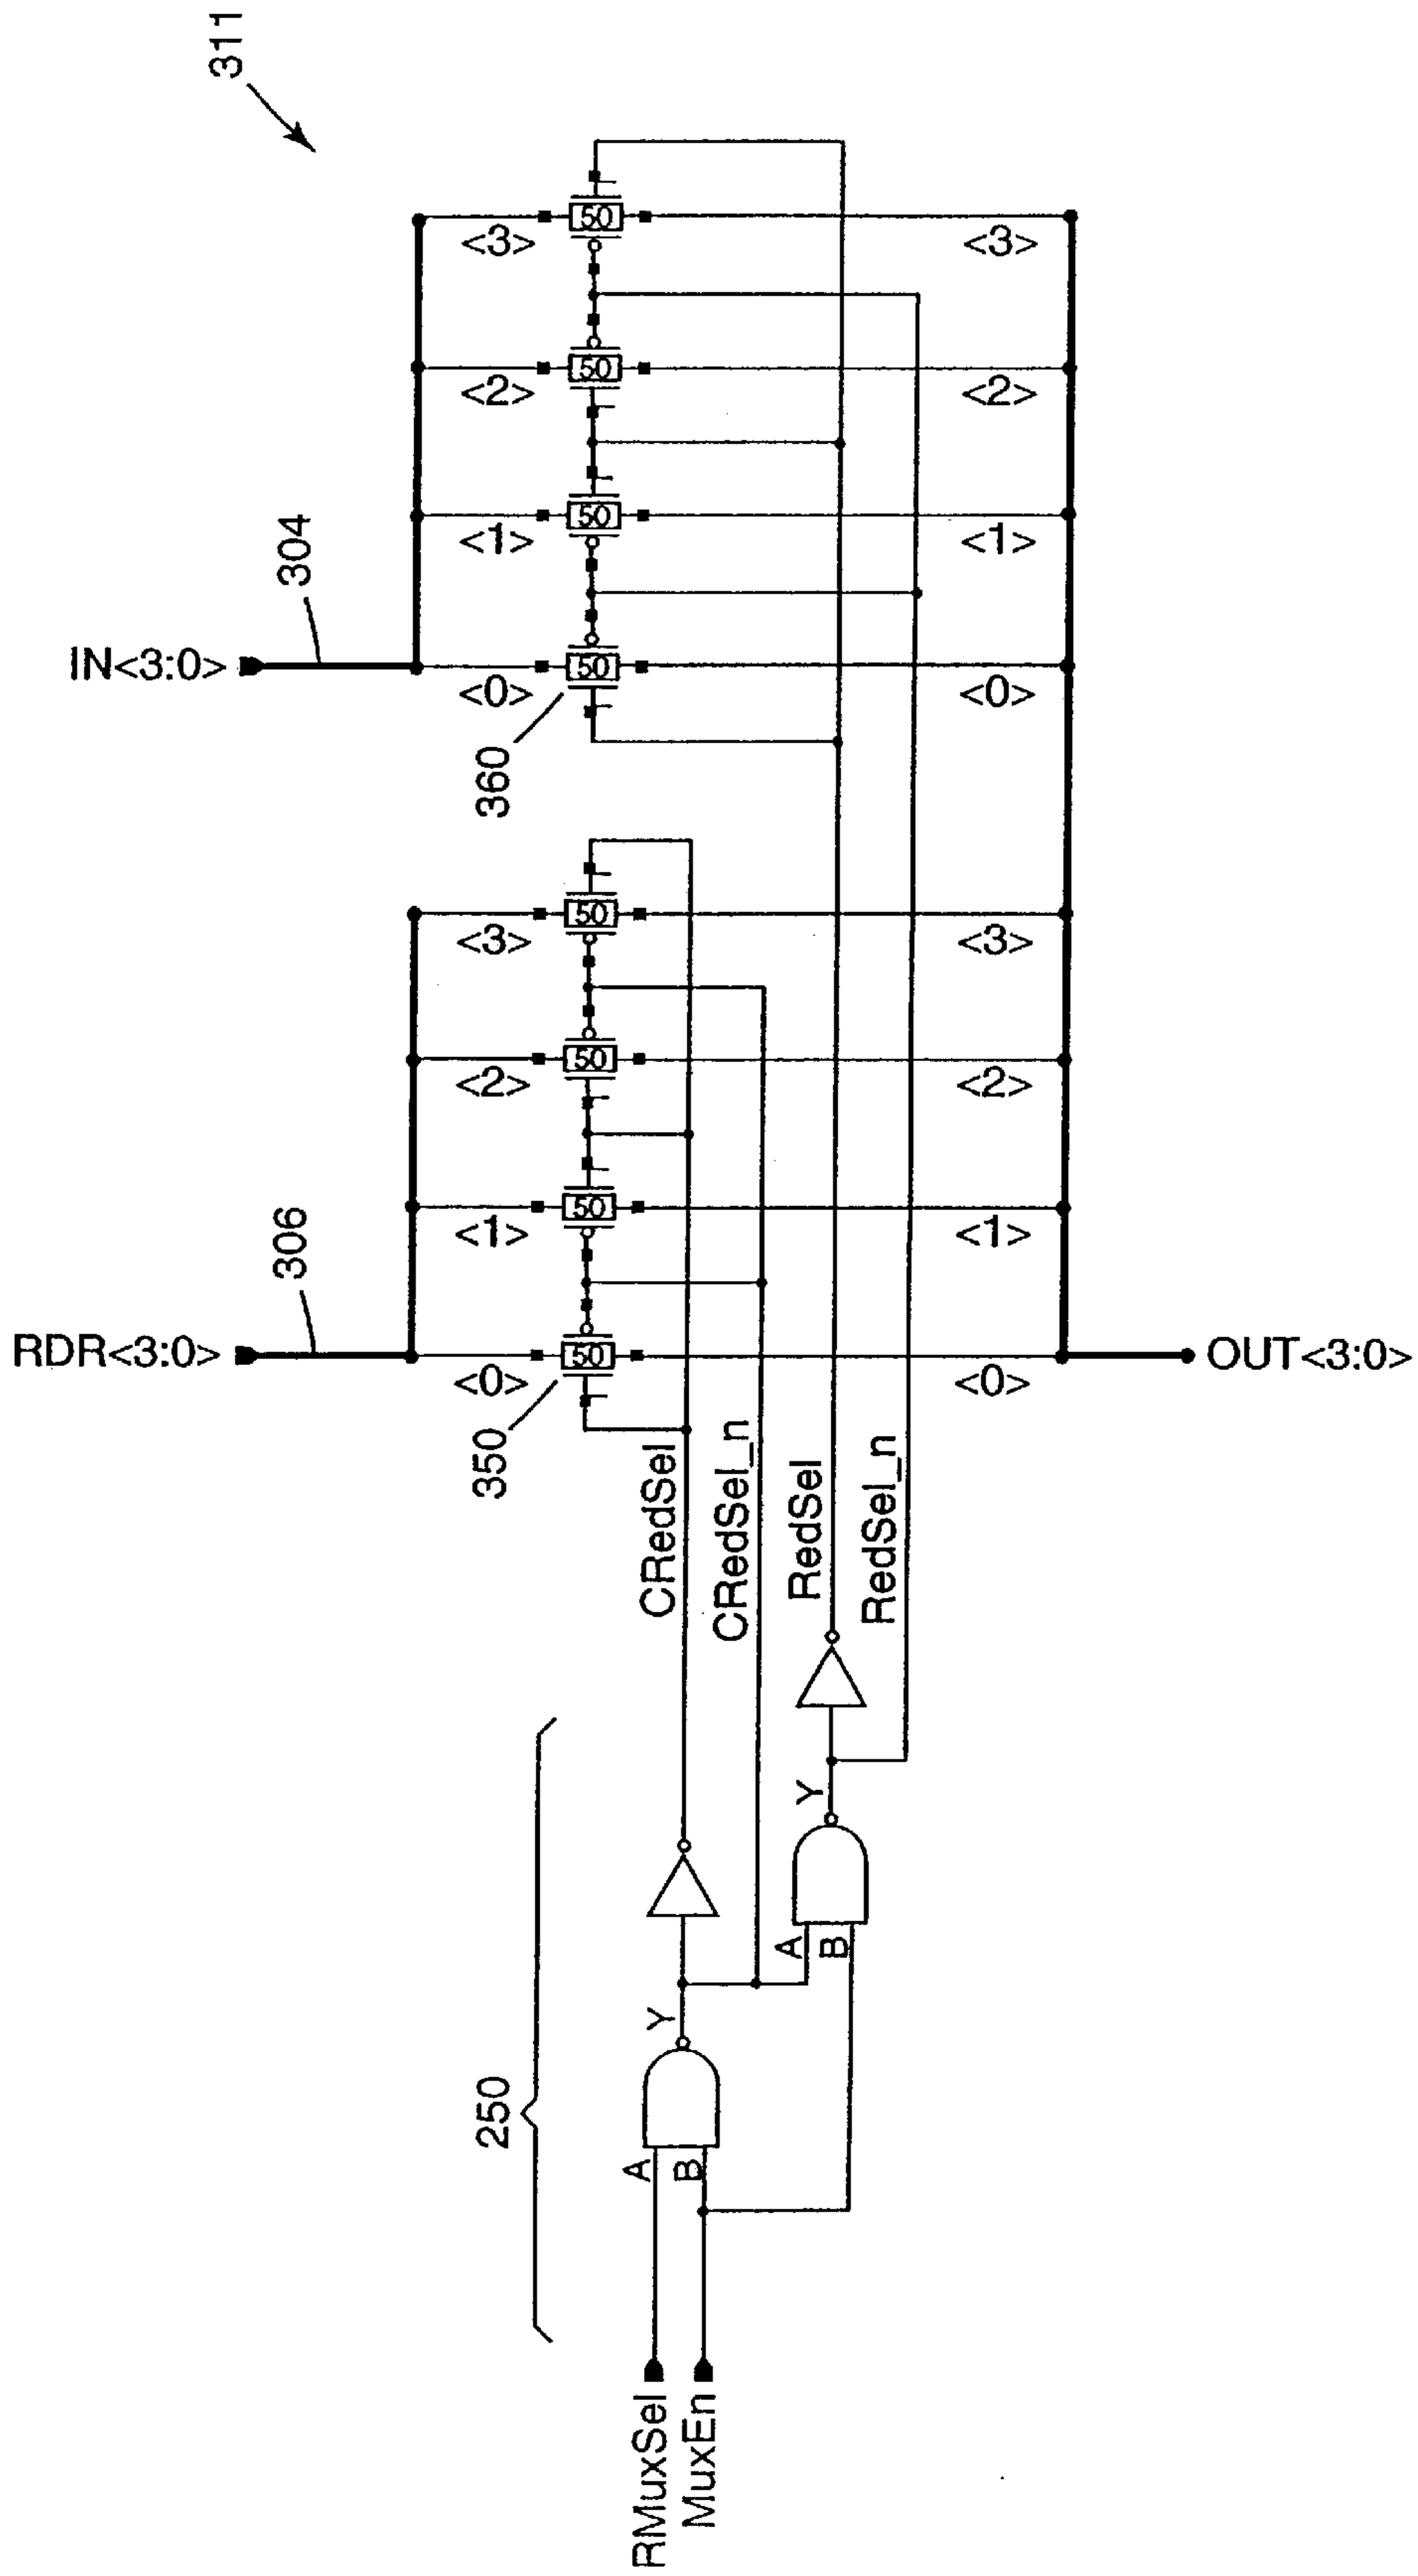 311
IN<3:0>
304
<3>
<2>
<1>
<0>
50
50
50
50
<3>
<2>
<1>
<0>
360
RDR<3:0>
306
<3>
<2>
<1>
<0>
50
50
50
50
<3>
<2>
<1>
<0>
350
OUT<3:0>
CRedSel
CRedSel_n
RedSel
RedSel_n
250
Y
A
B
Y
A
B
RMuxSel
MuxEn